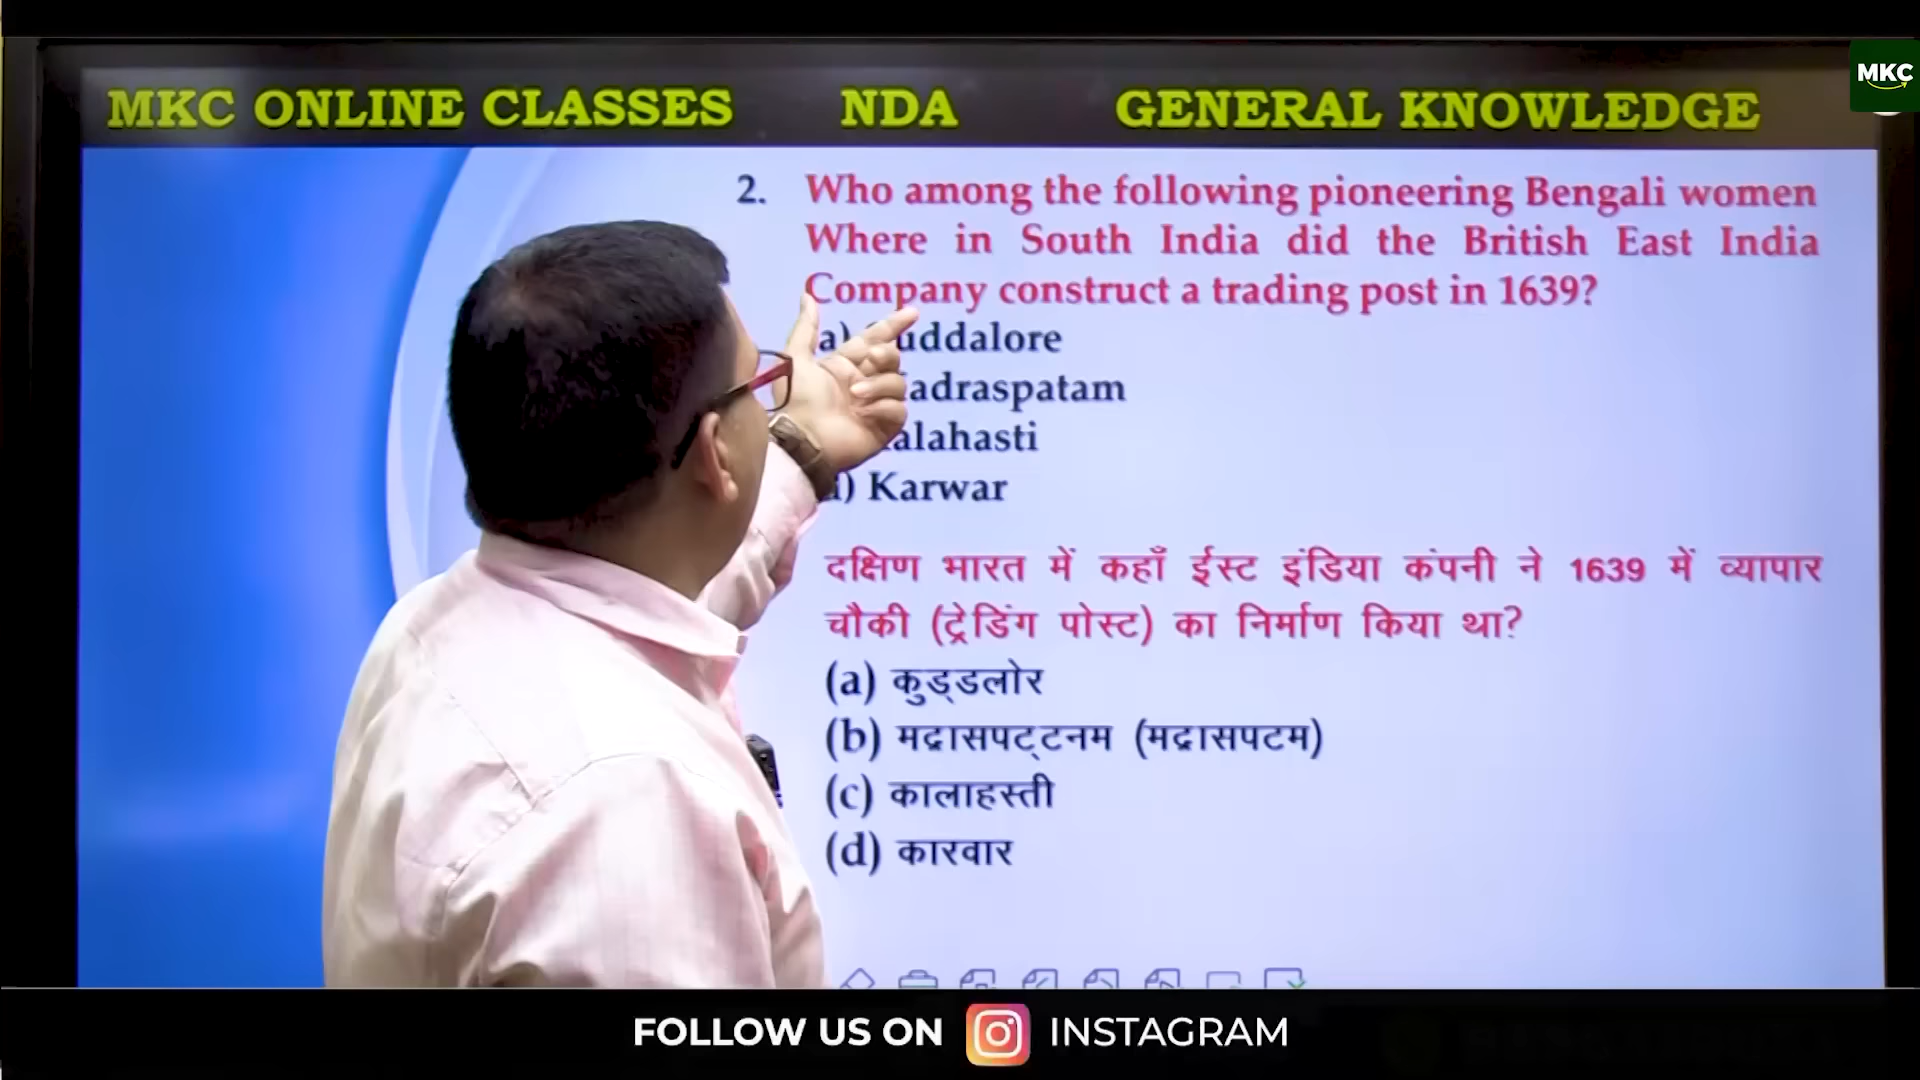 MKC ONLINE CLASSES NDA GENERAL KNOWLEDGE
MKC
2. Who among the following pioneering Bengali women
Where in South India did the British East India
Company construct a trading post in 1639?
a) uddalore
adraspatam
alahasti
d) Karwar
दक्षिण भारत में कहाँ ईस्ट इंडिया कंपनी ने 1639 में व्यापार
चौकी (ट्रेडिंग पोस्ट) का निर्माण किया था?
(a) कुड्डलोर
(b) मद्रासपट्टनम (मद्रासपटम)
(c) कालाहस्ती
(d) कारवार
FOLLOW US ON INSTAGRAM